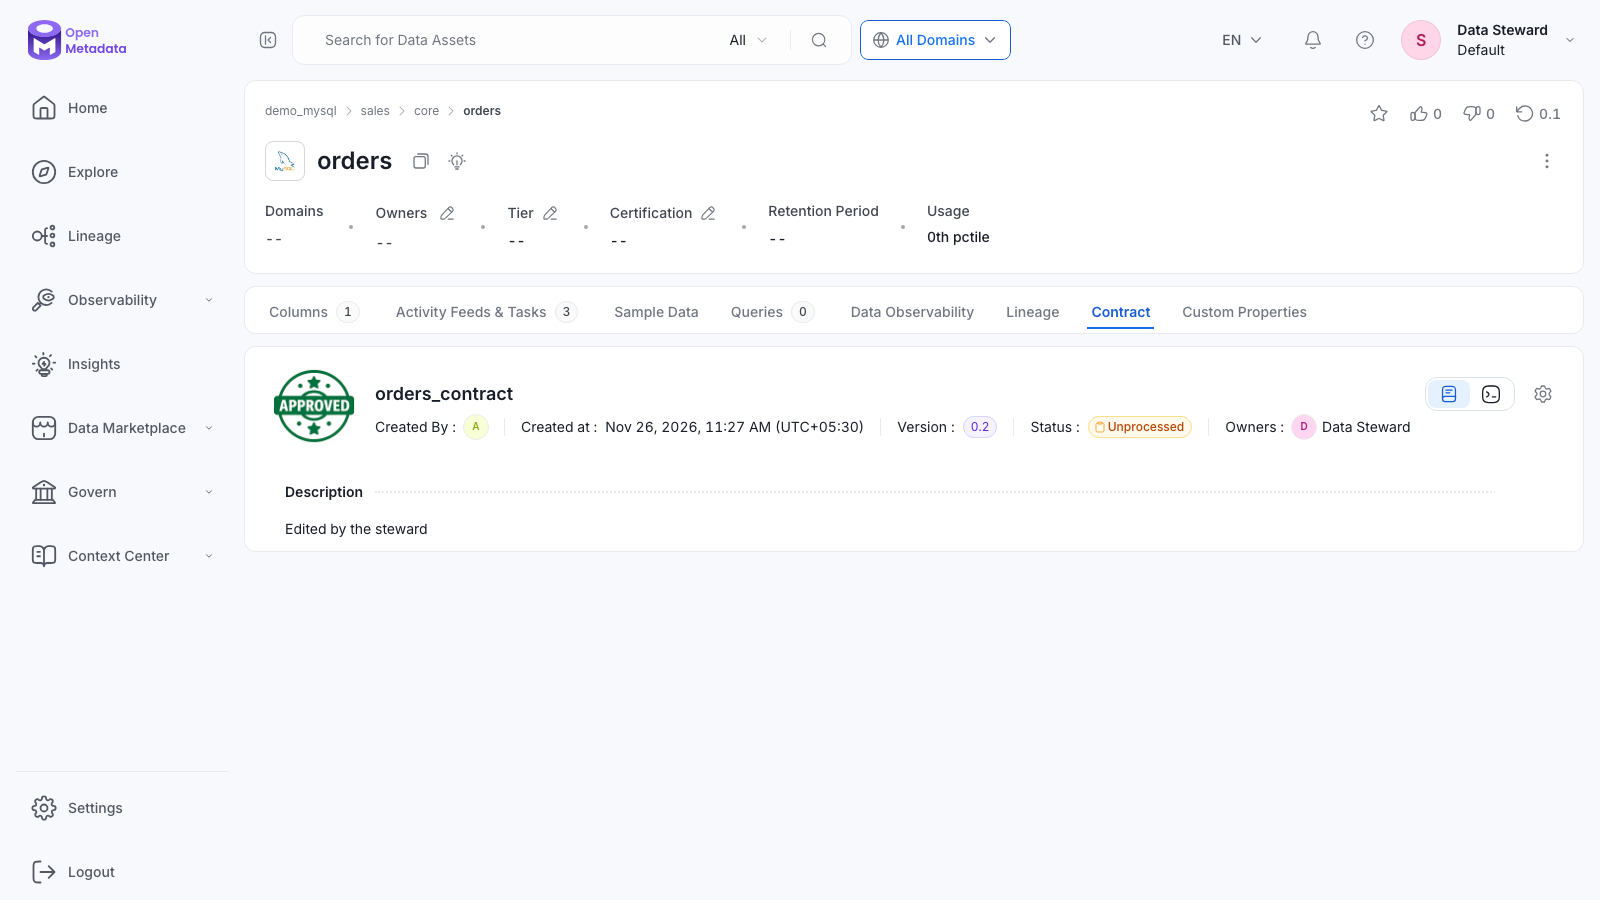 Open
Metadata
Search for Data Assets
All
All Domains
EN
S
Data Steward
Default
Home
Explore
Lineage
Observability
Insights
Data Marketplace
Govern
Context Center
Settings
Logout
demo_mysql
sales
core
orders
0
0
0.1
MySQL
orders
Domains
--
Owners
--
Tier
--
Certification
--
Retention Period
--
Usage
0th pctile
Columns 1
Activity Feeds & Tasks 3
Sample Data
Queries 0
Data Observability
Lineage
Contract
Custom Properties
APPROVED
orders_contract
Created By : A
Created at : Nov 26, 2026, 11:27 AM (UTC+05:30)
Version : 0.2
Status : Unprocessed
Owners : D Data Steward
Description
Edited by the steward